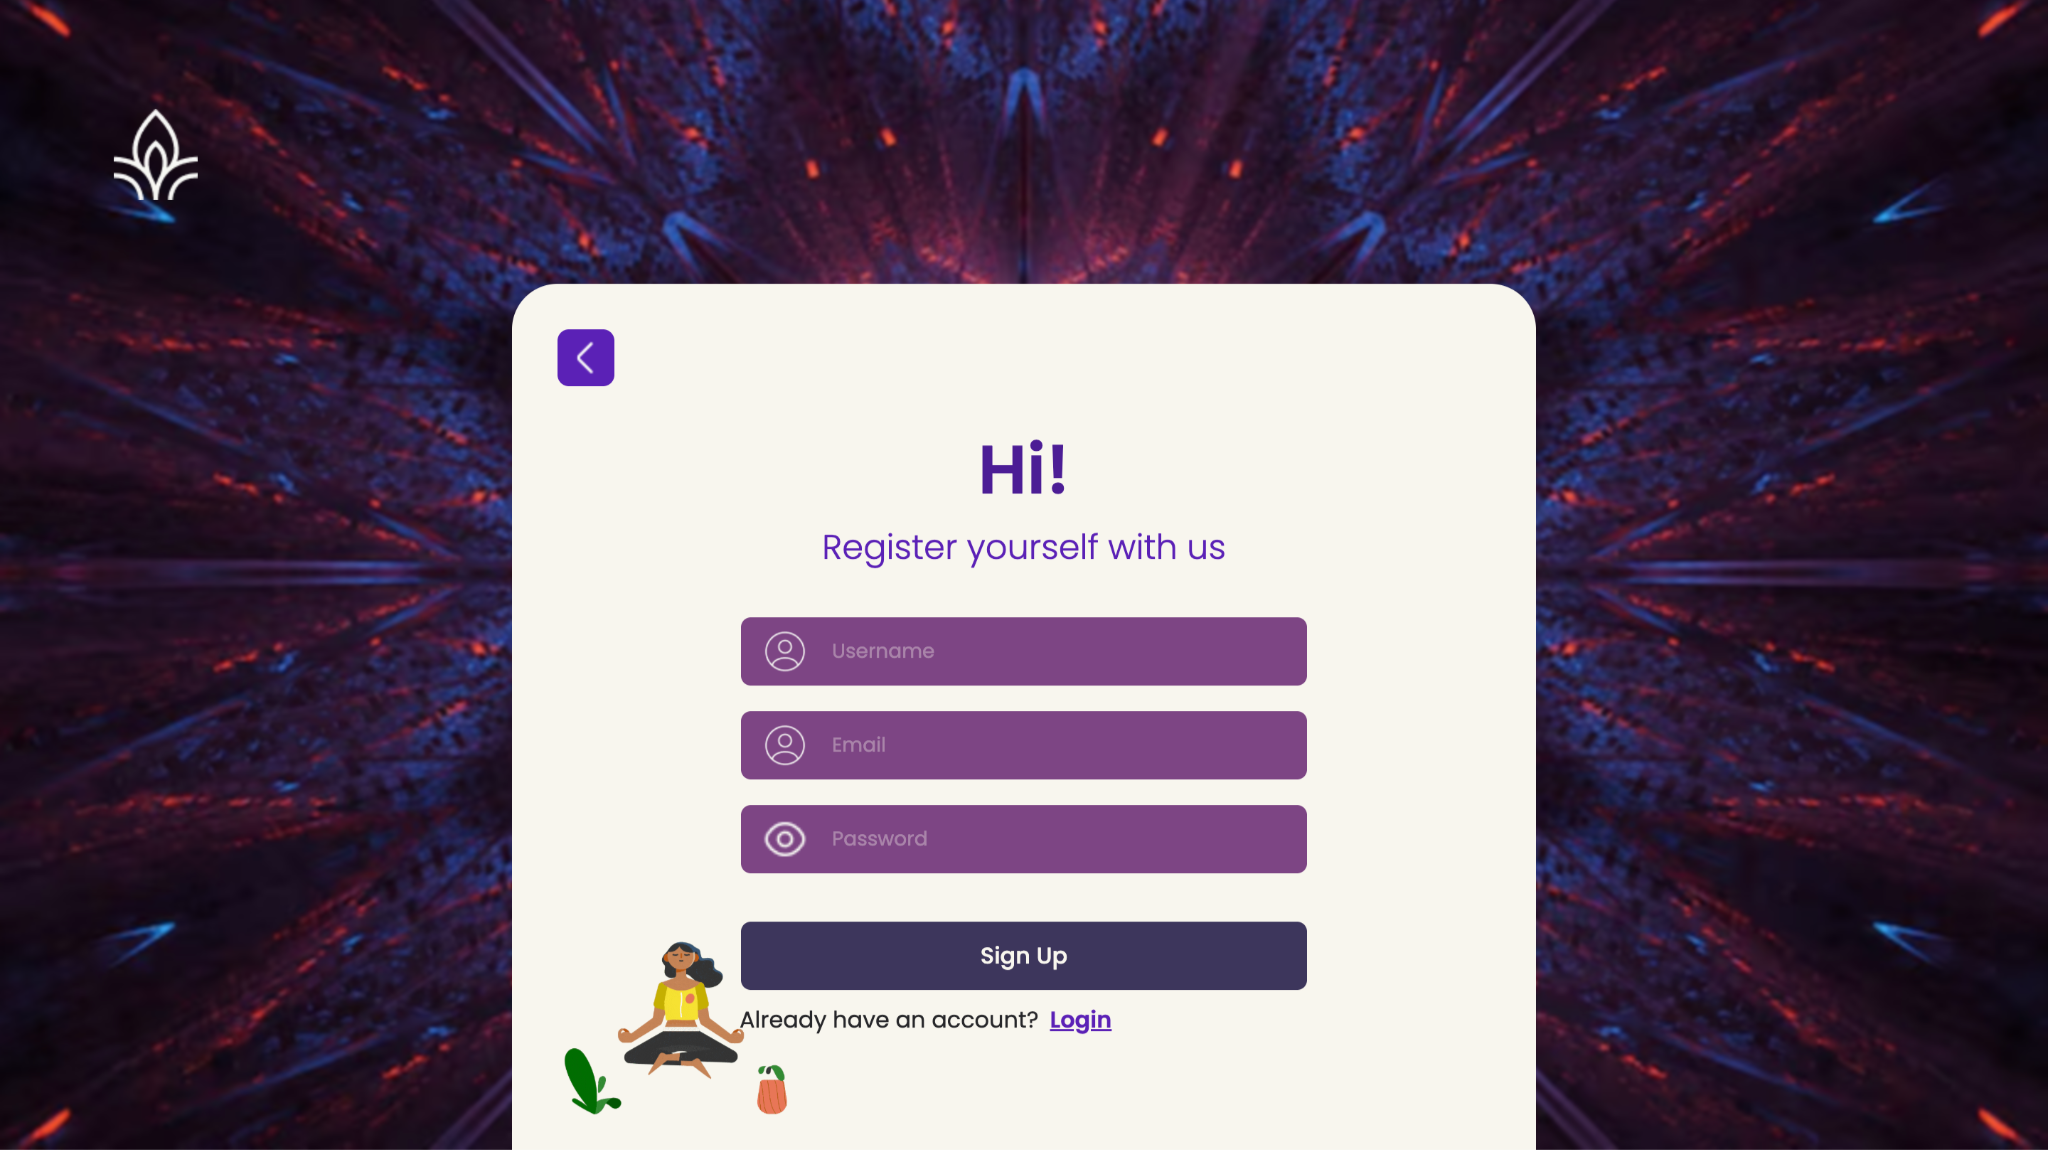 Hi!
Register yourself with us
Username
Email
Password
Sign Up
Already have an account? Login